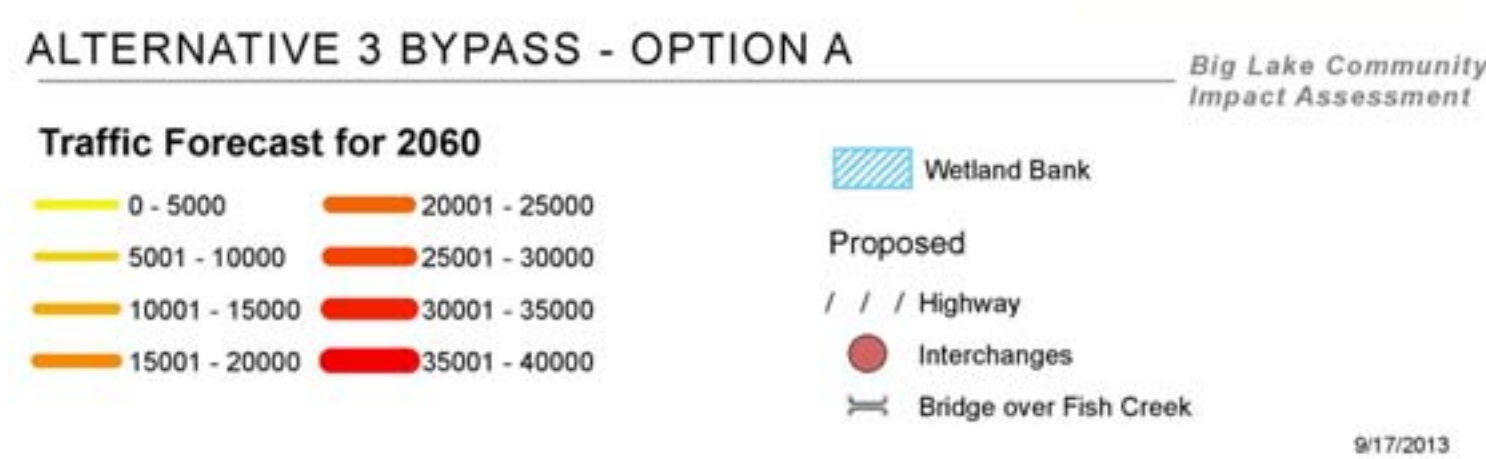 ALTERNATIVE 3 BYPASS - OPTION A
Big Lake Community
Impact Assessment
Traffic Forecast for 2060
0 - 5000
5001 - 10000
10001 - 15000
15001 - 20000
20001 - 25000
25001 - 30000
30001 - 35000
35001 - 40000
Wetland Bank
Proposed
Highway
Interchanges
Bridge over Fish Creek
9/17/2013